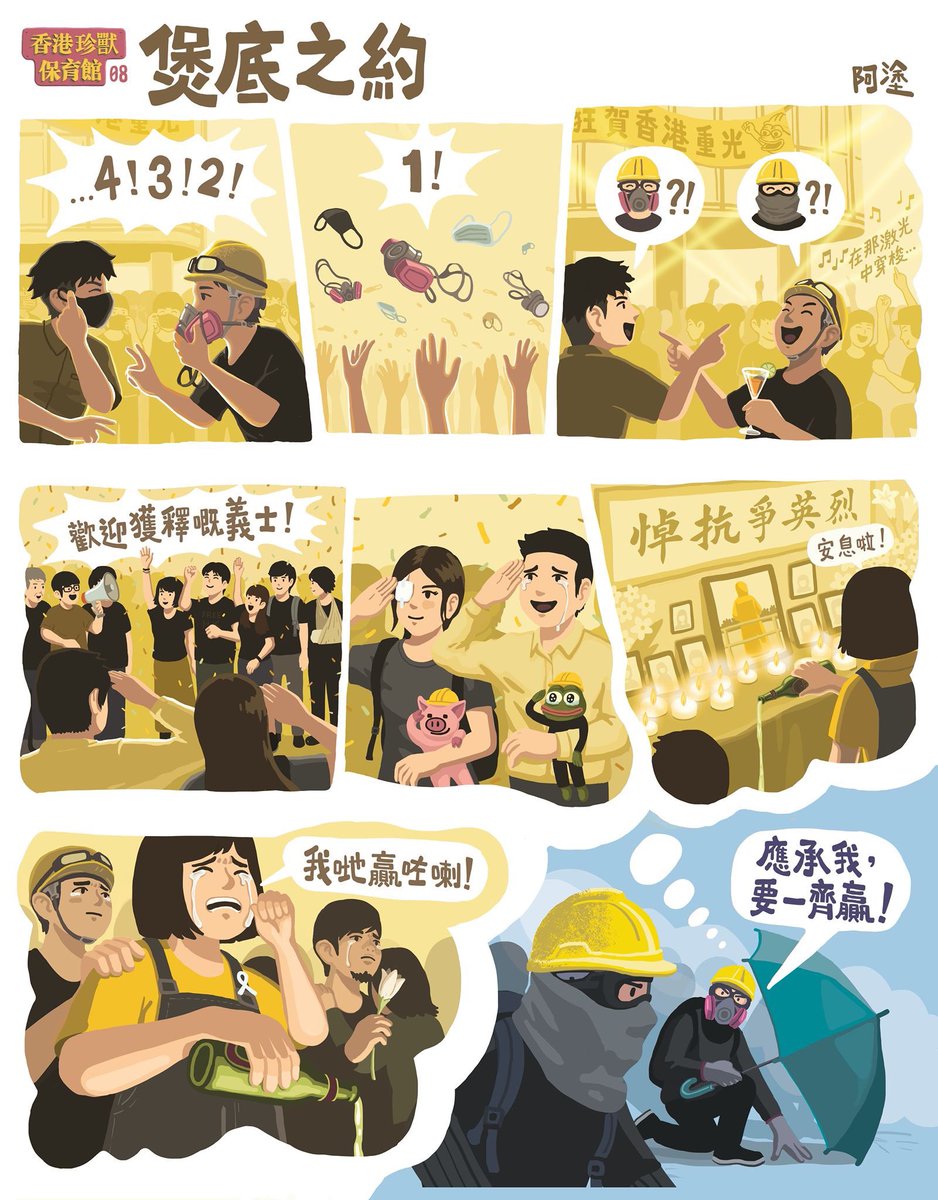 香港珍獸
保育館 08
煲底之約
阿塗
港重光
...4!3!2!
1!
狂賀香港重光
?!
?!
在那激光
中穿梭...
歡迎獲釋嘅義士!
悼抗爭英烈
安息啦!
我哋贏咗喇!
應承我,
要一齊贏!